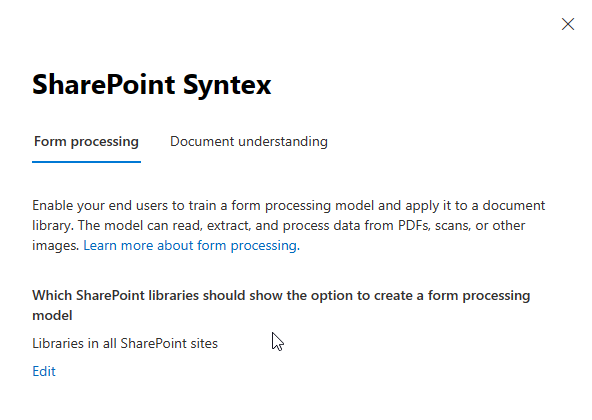 SharePoint Syntex
Form processing
Document understanding
Enable your end users to train a form processing model and apply it to a document
library. The model can read, extract, and process data from PDFs, scans, or other
images. Learn more about form processing.
Which SharePoint libraries should show the option to create a form processing
model
Libraries in all SharePoint sites
Edit